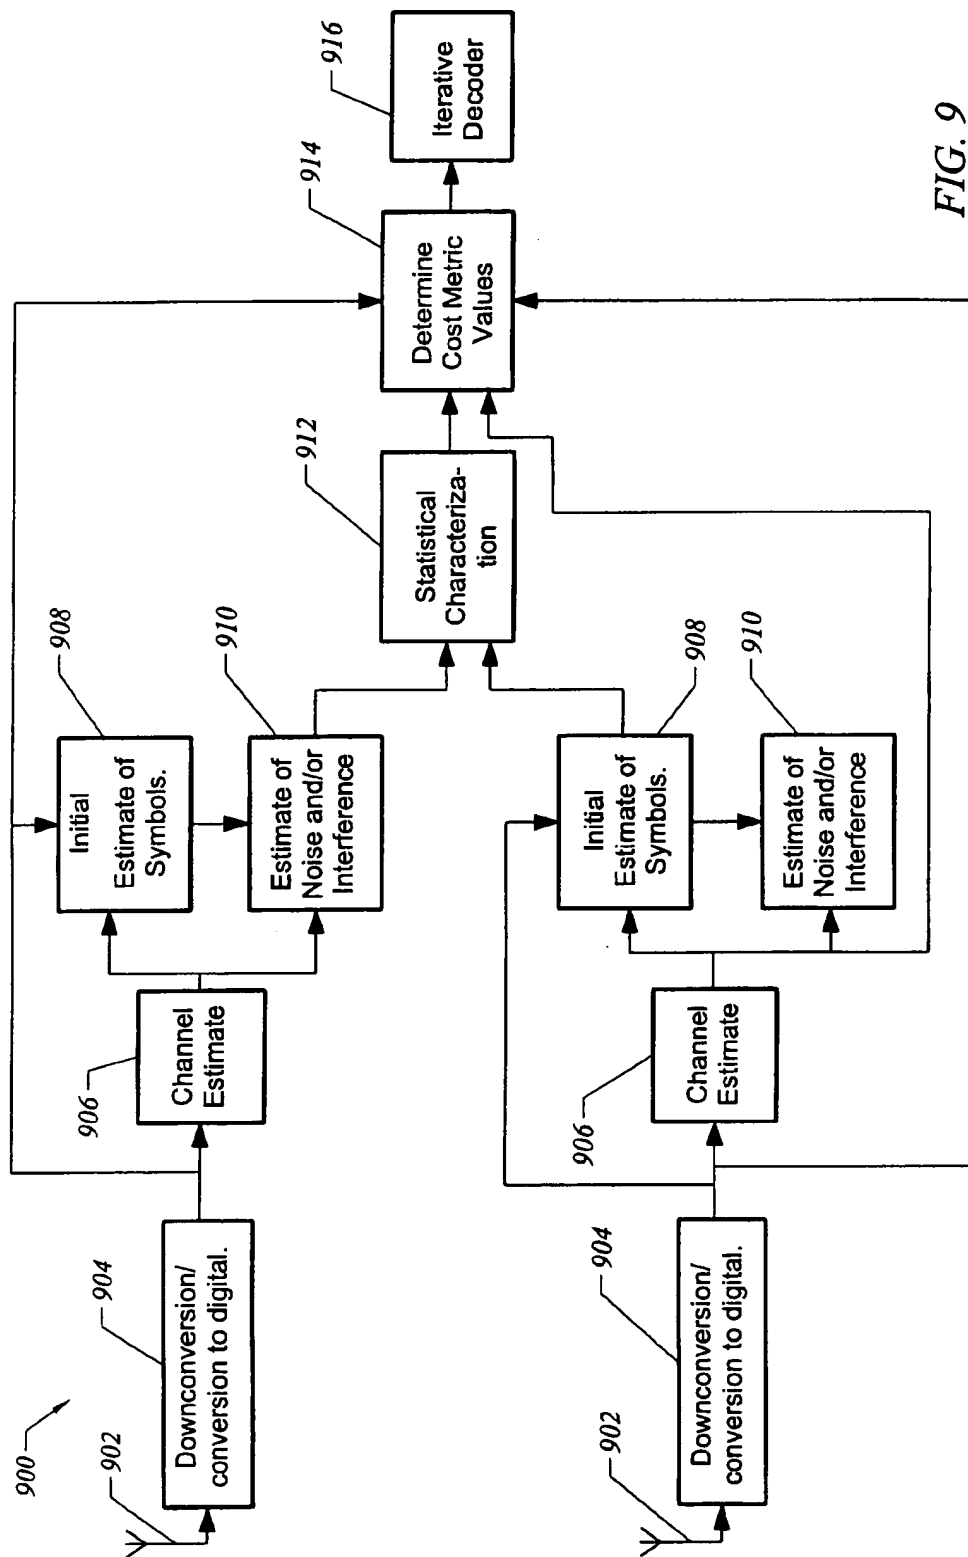 900
902
904
Downconversion/
conversion to digital.
906
Channel
Estimate
908
Initial
Estimate of
Symbols.
910
Estimate of
Noise and/or
Interference
902
904
Downconversion/
conversion to digital.
906
Channel
Estimate
908
Initial
Estimate of
Symbols.
910
Estimate of
Noise and/or
Interference
912
Statistical
Characteriza-
tion
914
Determine
Cost Metric
Values
916
Iterative
Decoder
FIG. 9